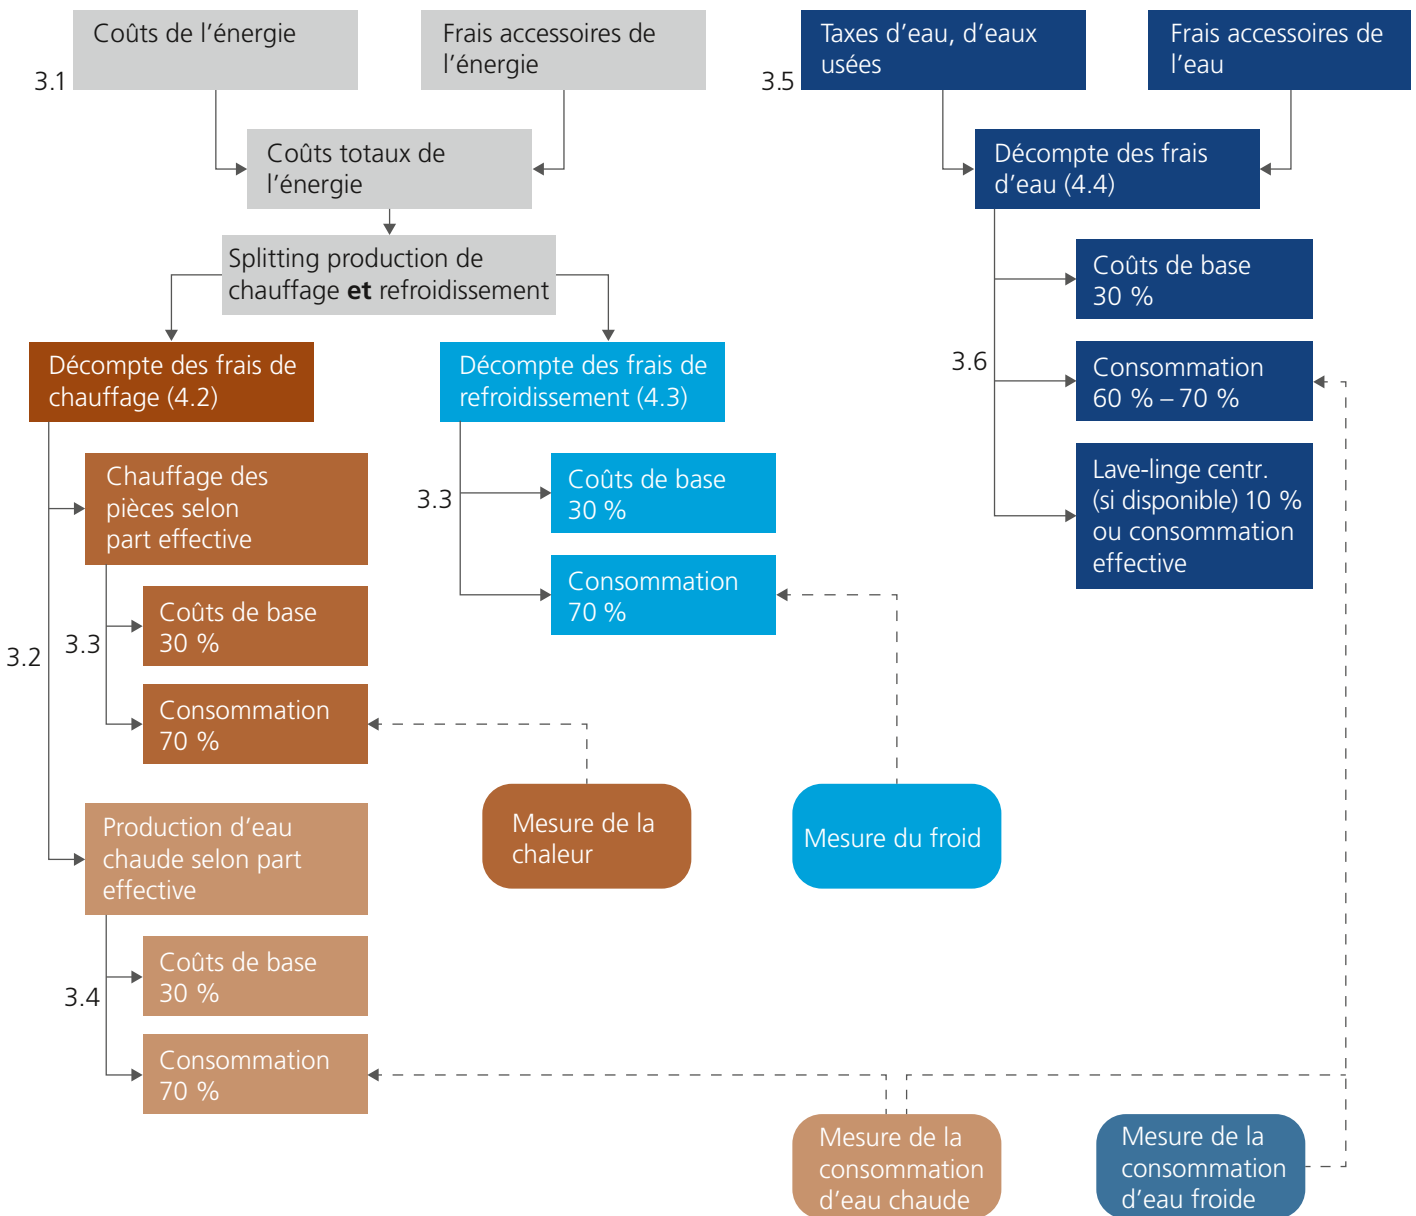 Coûts de l’énergie
Frais accessoires de
l’énergie
3.1
Coûts totaux de
l’énergie
Splitting production de
chauffage et refroidissement
Décompte des frais de
chauffage (4.2)
3.2
Chauffage des
pièces selon
part effective
3.3
Coûts de base
30 %
Consommation
70 %
Production d’eau
chaude selon part
effective
3.4
Coûts de base
30 %
Consommation
70 %
Décompte des frais de
refroidissement (4.3)
3.3
Coûts de base
30 %
Consommation
70 %
Mesure de la
chaleur
Mesure du froid
Taxes d’eau, d’eaux
usées
Frais accessoires de
l’eau
3.5
Décompte des frais
d’eau (4.4)
3.6
Coûts de base
30 %
Consommation
60 % – 70 %
Lave-linge centr.
(si disponible) 10 %
ou consommation
effective
Mesure de la
consommation
d’eau chaude
Mesure de la
consommation
d’eau froide